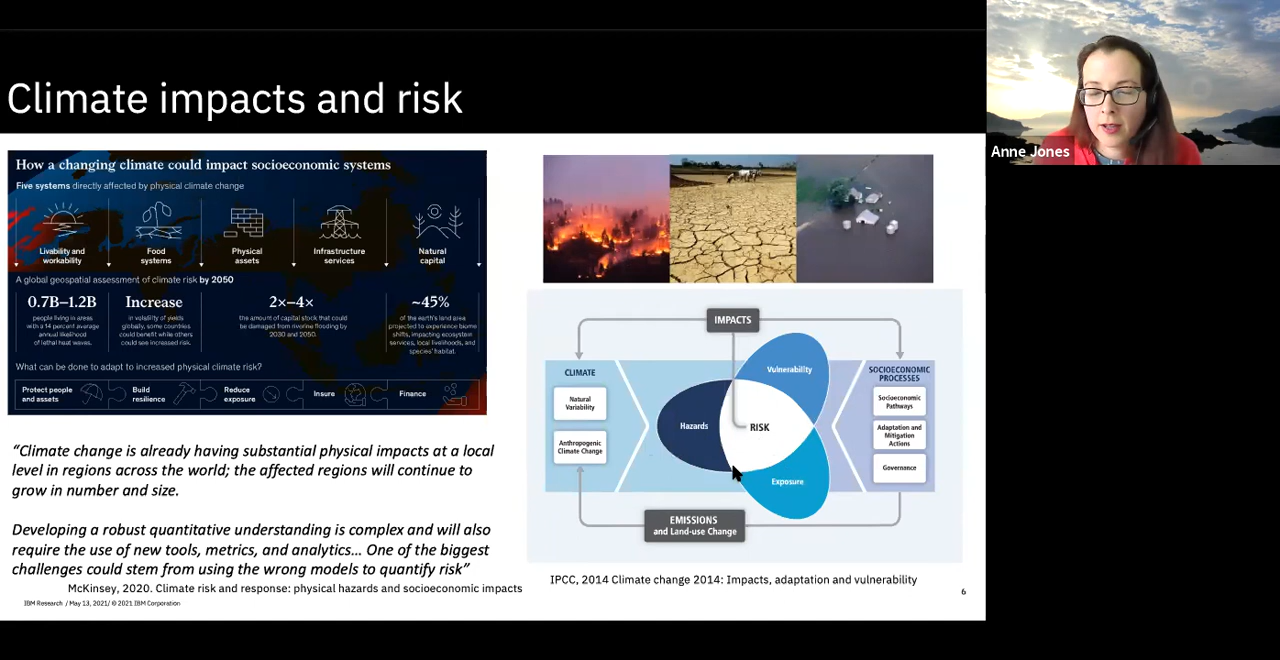 Climate impacts and risk
Anne Jones
How a changing climate could impact socioeconomic systems
Five systems directly affected by physical climate change
Livability and
workability
Food
systems
Physical
assets
Infrastructure
services
Natural
capital
A global geospatial assessment of climate risk by 2050
0.7B–1.2B
people living in areas
with a 14 percent average
annual likelihood
of lethal heat waves.
Increase
in volatility of yields
globally, some countries
could benefit while others
could see increased risk.
2×–4×
the amount of capital stock that could
be damaged from riverine flooding by
2030 and 2050.
~45%
of the earth's land area
projected to experience biome
shifts, impacting ecosystem
services, local livelihoods, and
species' habitat.
What can be done to adapt to increased physical climate risk?
Protect people
and assets
Build
resilience
Reduce
exposure
Insure
Finance
“Climate change is already having substantial physical impacts at a local
level in regions across the world; the affected regions will continue to
grow in number and size.
Developing a robust quantitative understanding is complex and will also
require the use of new tools, metrics, and analytics… One of the biggest
challenges could stem from using the wrong models to quantify risk”
McKinsey, 2020. Climate risk and response: physical hazards and socioeconomic impacts
IBM Research / May 13, 2021/ © 2021 IBM Corporation
IMPACTS
CLIMATE
Natural
Variability
Anthropogenic
Climate Change
Vulnerability
Hazards
RISK
Exposure
SOCIOECONOMIC
PROCESSES
Socioeconomic
Pathways
Adaptation and
Mitigation
Actions
Governance
EMISSIONS
and Land-use Change
IPCC, 2014 Climate change 2014: Impacts, adaptation and vulnerability
6